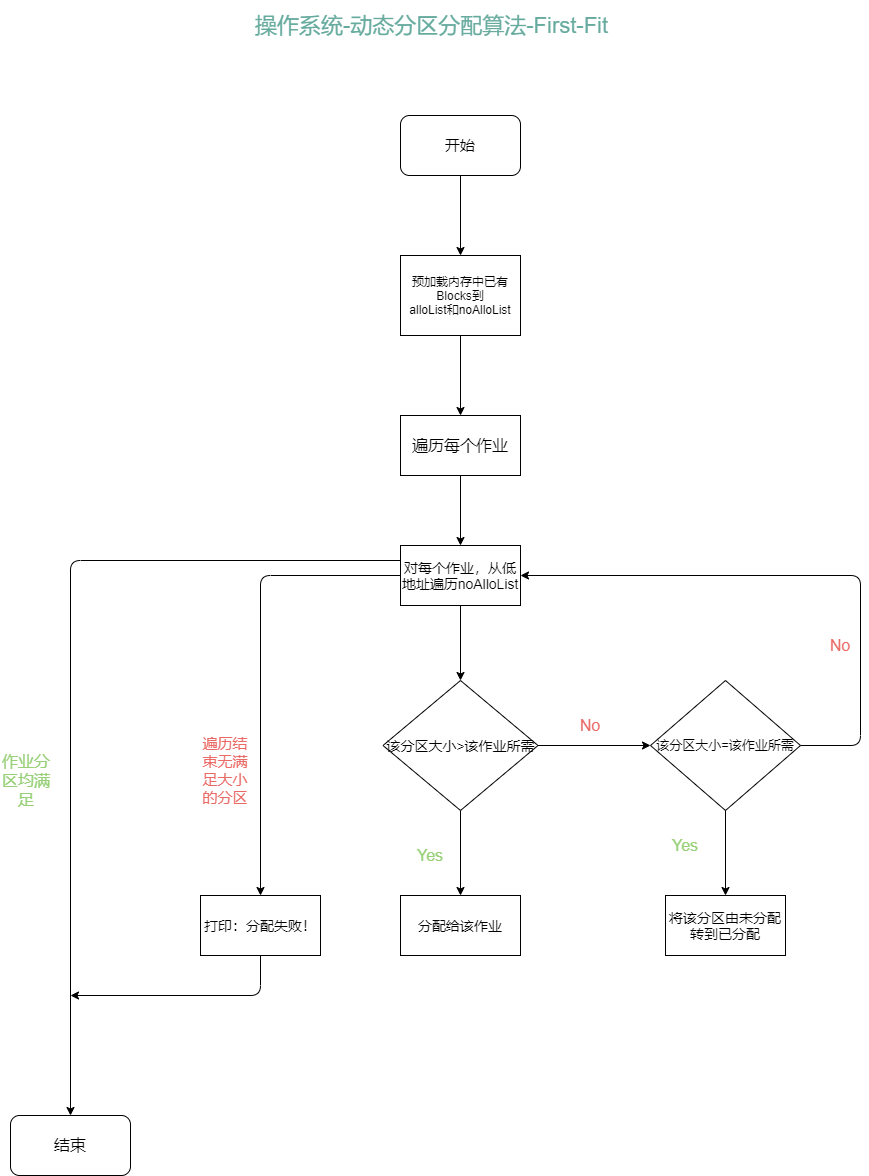 操作系统-动态分区分配算法-First-Fit
开始
预加载内存中已有
Blocks到
alloList和noAlloList
遍历每个作业
对每个作业，从低
地址遍历noAlloList
No
该分区大小>该作业所需
No
该分区大小=该作业所需
遍历结
束无满
足大小
的分区
作业分
区均满
足
Yes
Yes
打印：分配失败！
分配给该作业
将该分区由未分配
转到已分配
结束